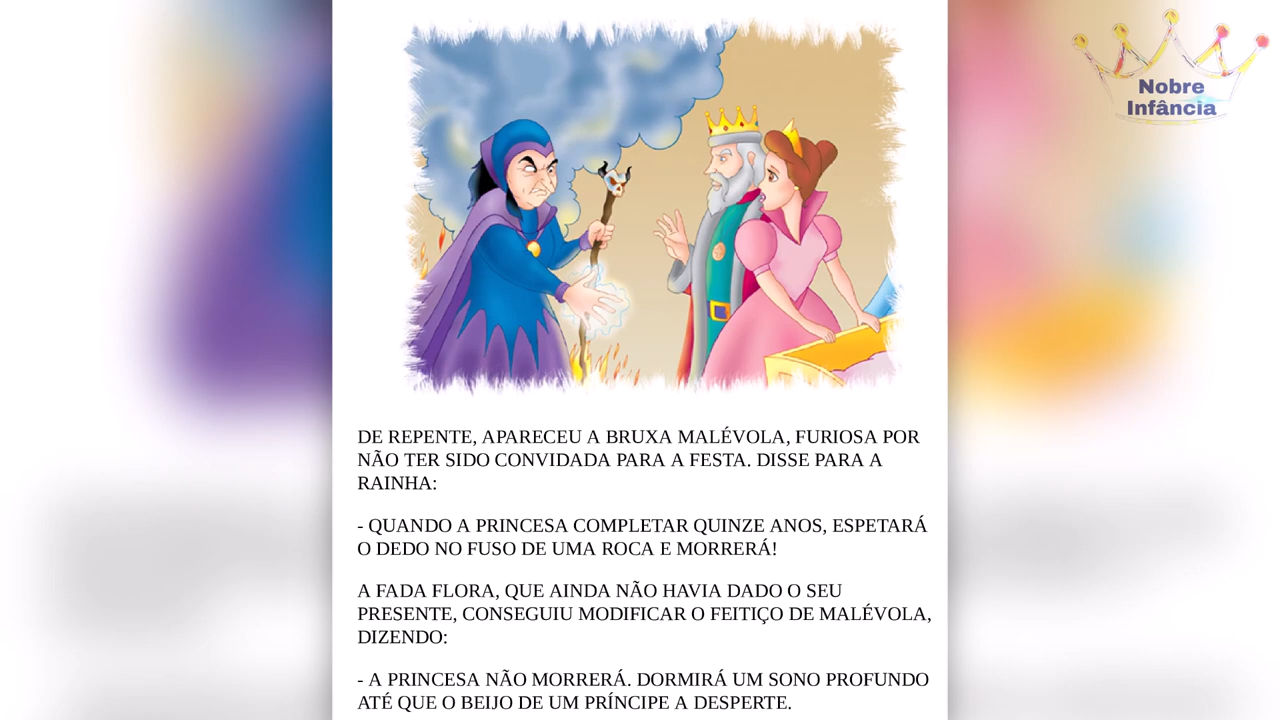 Nobre
Infância
DE REPENTE, APARECEU A BRUXA MALÉVOLA, FURIOSA POR
NÃO TER SIDO CONVIDADA PARA A FESTA. DISSE PARA A
RAINHA:
- QUANDO A PRINCESA COMPLETAR QUINZE ANOS, ESPETARÁ
O DEDO NO FUSO DE UMA ROCA E MORRERÁ!
A FADA FLORA, QUE AINDA NÃO HAVIA DADO O SEU
PRESENTE, CONSEGUIU MODIFICAR O FEITIÇO DE MALÉVOLA,
DIZENDO:
- A PRINCESA NÃO MORRERÁ. DORMIRÁ UM SONO PROFUNDO
ATÉ QUE O BEIJO DE UM PRÍNCIPE A DESPERTE.